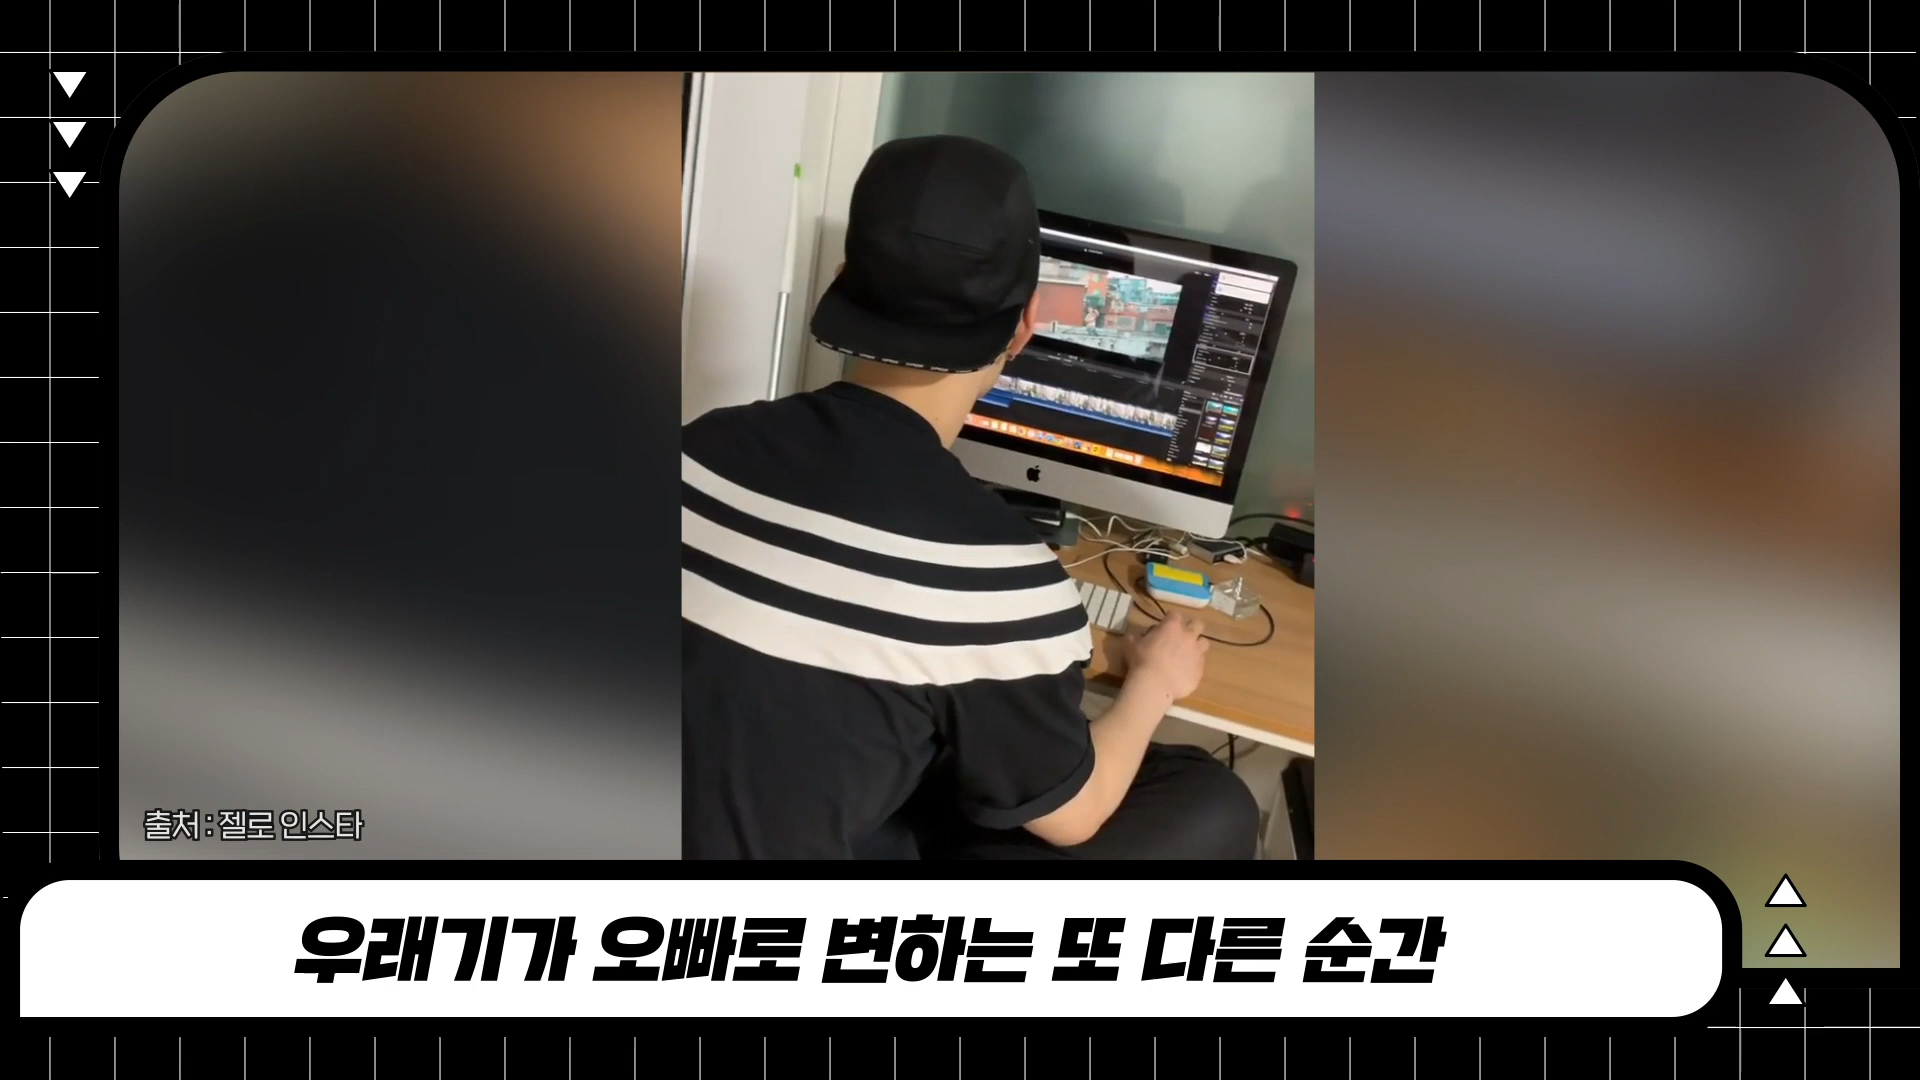 출처 : 젤로 인스타
우래기가 오빠로 변하는 또 다른 순간